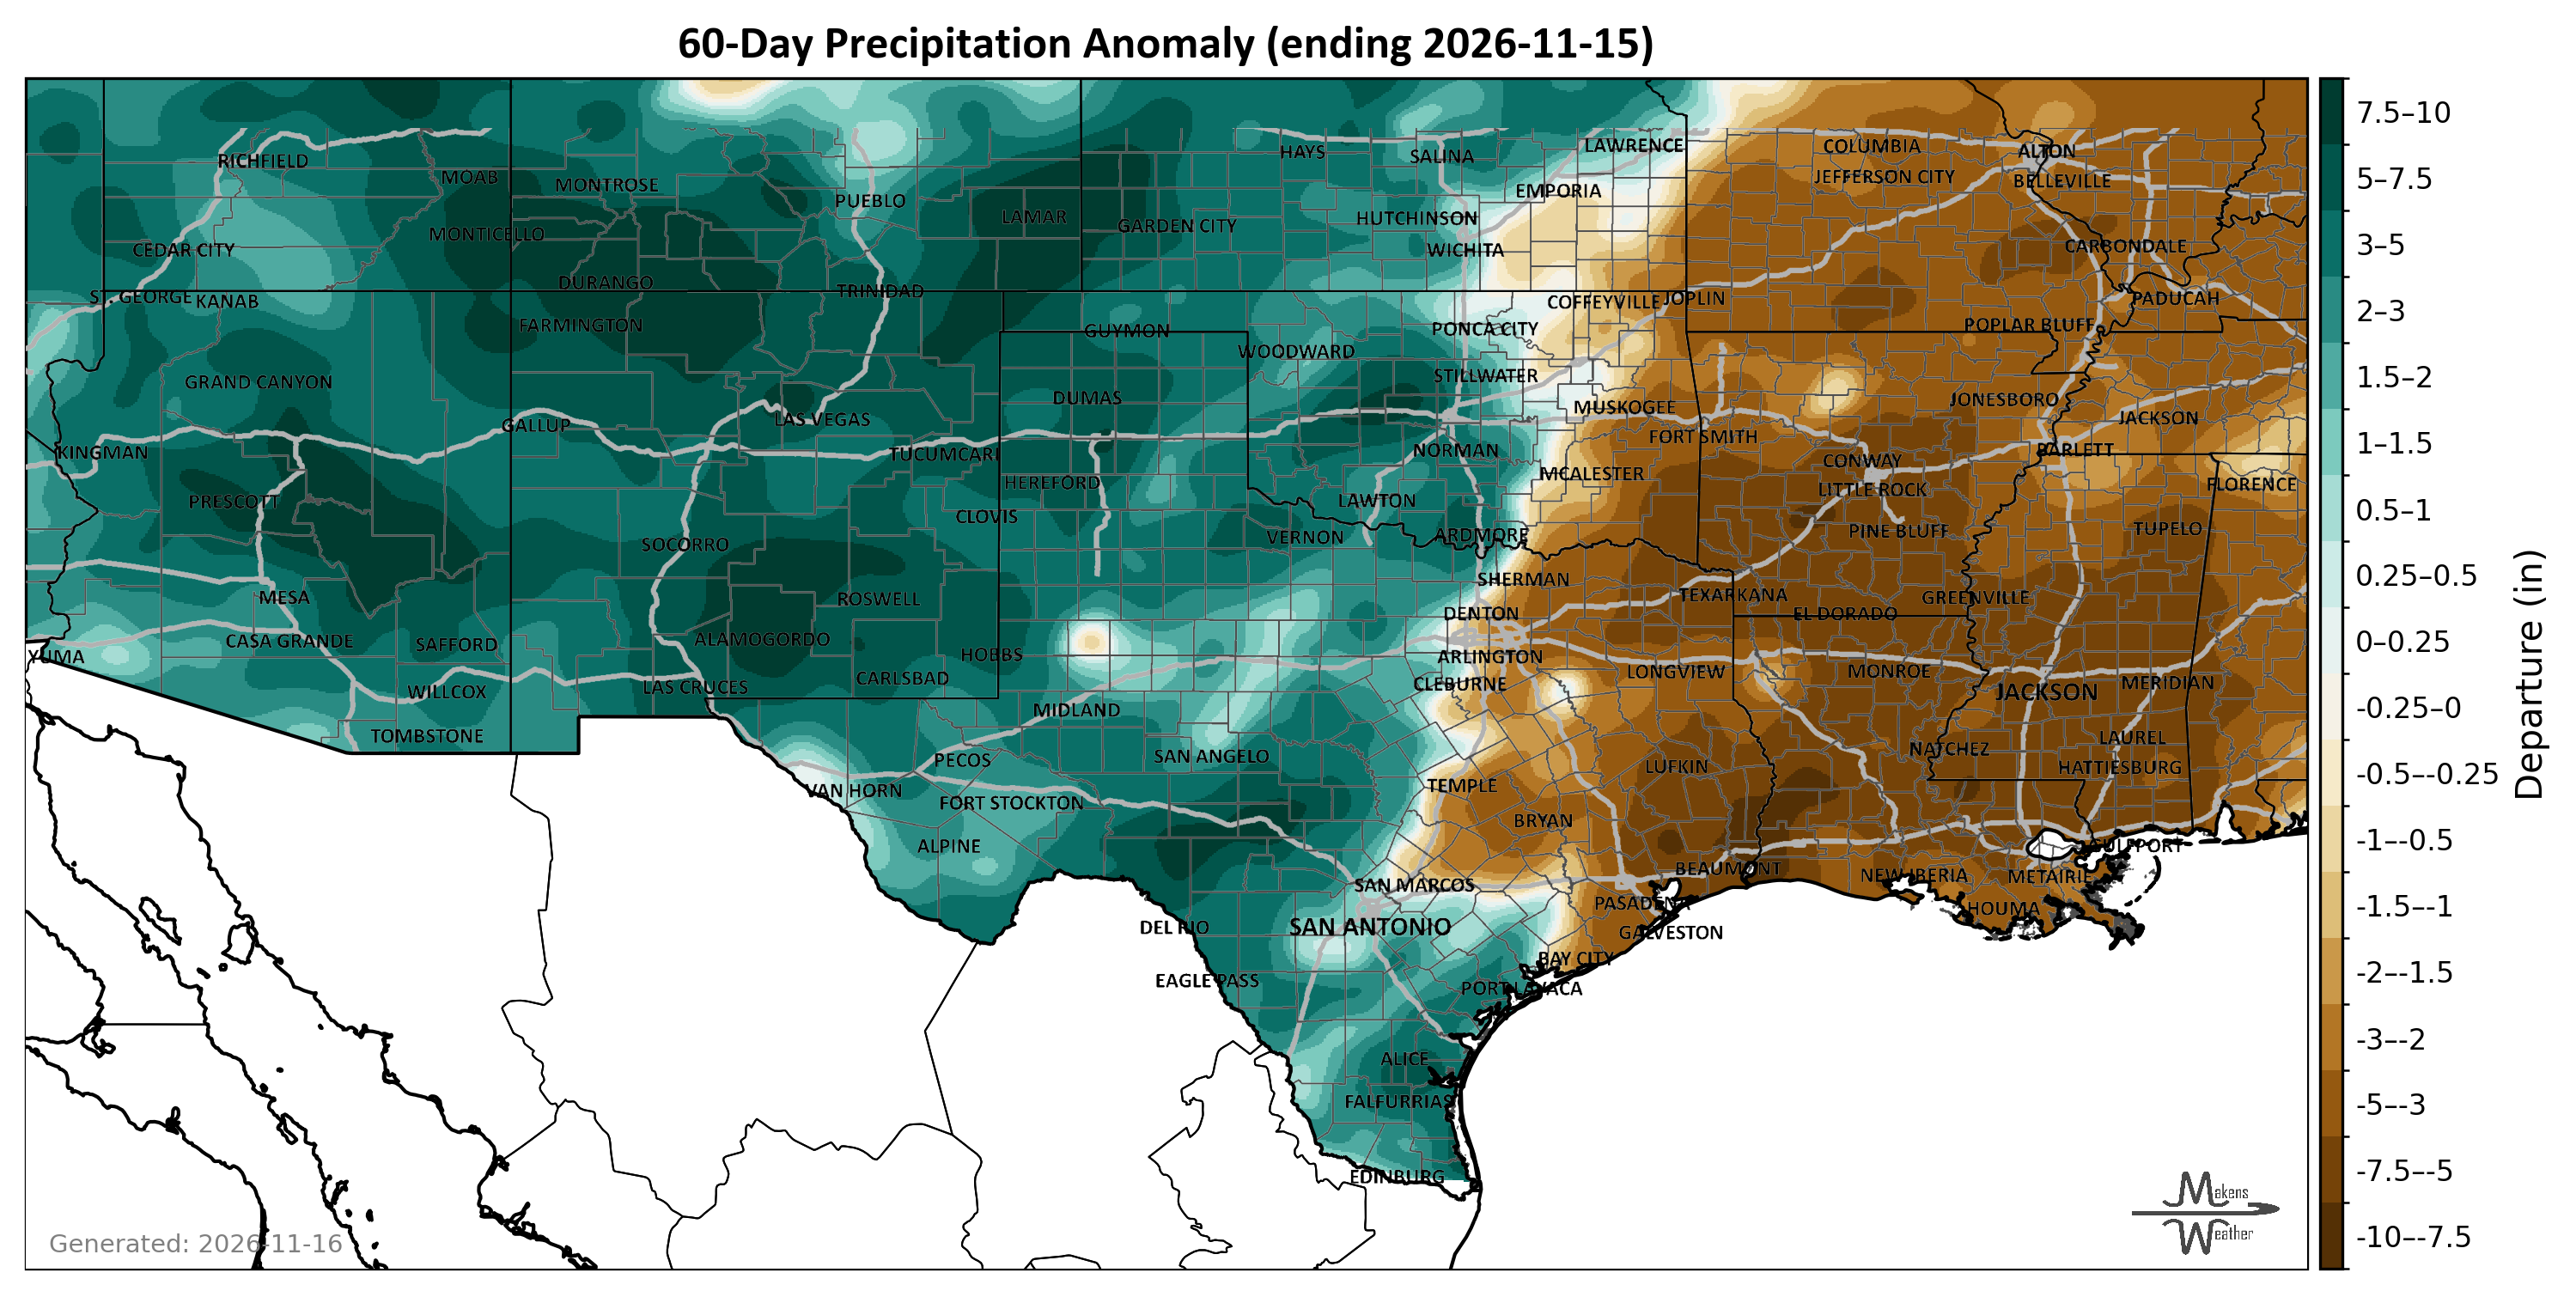 60-Day Precipitation Anomaly (ending 2026-11-15)
RICHFIELD
MOAB
MONTROSE
PUEBLO
LAMAR
HAYS
SALINA
LAWRENCE
COLUMBIA
ALTON
EMPORIA
JEFFERSON CITY
BELLEVILLE
GARDEN CITY
HUTCHINSON
MONTICELLO
CEDAR CITY
WICHITA
CARBONDALE
DURANGO
TRINIDAD
ST GEORGE
KANAB
COFFEYVILLE
JOPLIN
PADUCAH
FARMINGTON
GUYMON
PONCA CITY
POPLAR BLUFF
WOODWARD
GRAND CANYON
STILLWATER
DUMAS
MUSKOGEE
JONESBORO
GALLUP
LAS VEGAS
JACKSON
KINGMAN
TUCUMCARI
NORMAN
FORT SMITH
BARLETT
HEREFORD
MCALESTER
CONWAY
FLORENCE
PRESCOTT
LAWTON
LITTLE ROCK
CLOVIS
SOCORRO
VERNON
ARDMORE
PINE BLUFF
TUPELO
MESA
ROSWELL
SHERMAN
TEXARKANA
GREENVILLE
CASA GRANDE
SAFFORD
ALAMOGORDO
DENTON
EL DORADO
YUMA
HOBBS
ARLINGTON
WILLCOX
LAS CRUCES
CARLSBAD
CLEBURNE
LONGVIEW
MONROE
JACKSON
MERIDIAN
TOMBSTONE
MIDLAND
PECOS
SAN ANGELO
NATCHEZ
LAUREL
VAN HORN
FORT STOCKTON
TEMPLE
LUFKIN
HATTIESBURG
ALPINE
BRYAN
GULFPORT
SAN MARCOS
BEAUMONT
NEW IBERIA
METAIRIE
DEL RIO
SAN ANTONIO
PASADENA
HOUMA
GALVESTON
EAGLE PASS
BAY CITY
PORT LAVACA
ALICE
FALFURRIAS
EDINBURG
Generated: 2026-11-16
Makens
Weather
7.5–10
5–7.5
3–5
2–3
1.5–2
1–1.5
0.5–1
0.25–0.5
0–0.25
-0.25–0
-0.5–-0.25
-1–-0.5
-1.5–-1
-2–-1.5
-3–-2
-5–-3
-7.5–-5
-10–-7.5
Departure (in)